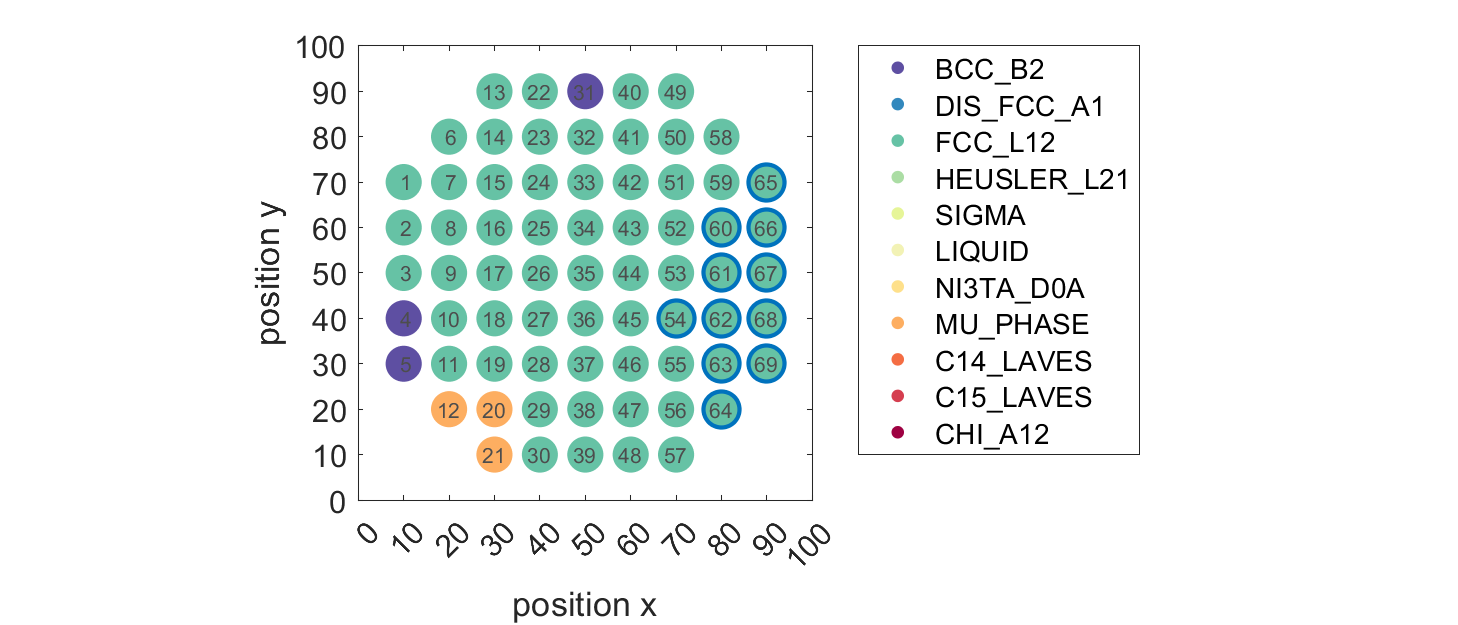 100
90
80
70
60
50
40
30
20
10
0
position y
13 22 31 40 49
6 14 23 32 41 50 58
1 7 15 24 33 42 51 59 65
2 8 16 25 34 43 52 60 66
3 9 17 26 35 44 53 61 67
4 10 18 27 36 45 54 62 68
5 11 19 28 37 46 55 63 69
12 20 29 38 47 56 64
21 30 39 48 57
0 10 20 30 40 50 60 70 80 90 100
position x
BCC_B2
DIS_FCC_A1
FCC_L12
HEUSLER_L21
SIGMA
LIQUID
NI3TA_D0A
MU_PHASE
C14_LAVES
C15_LAVES
CHI_A12